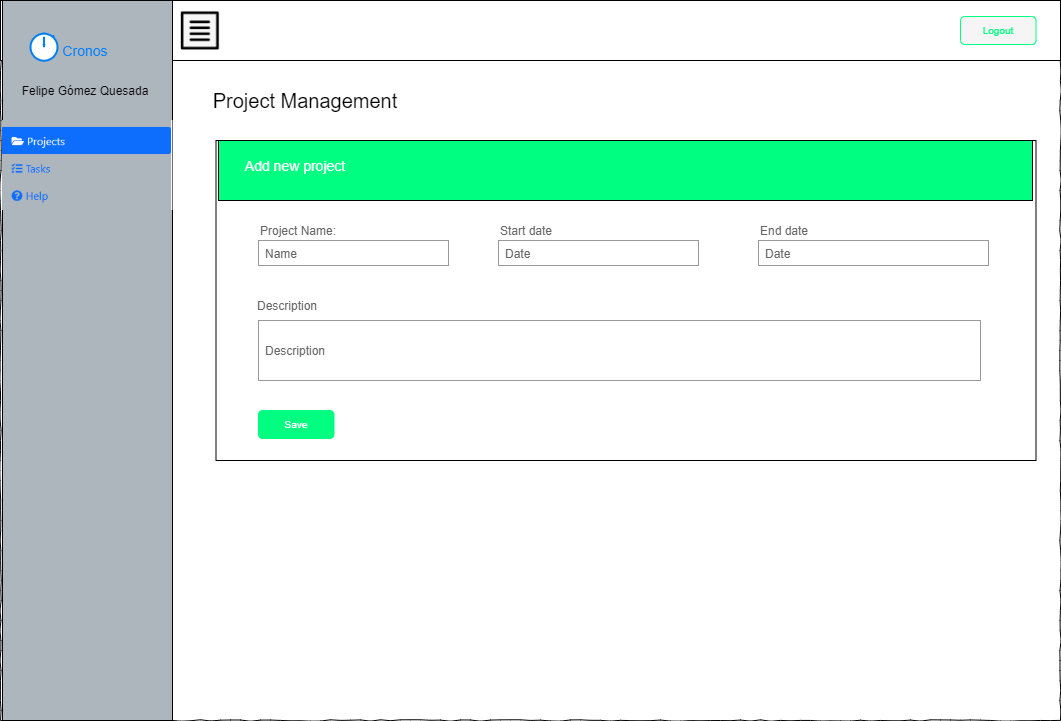 Cronos
Felipe Gómez Quesada
Projects
Tasks
Help
Logout
Project Management
Add new project
Project Name:
Name
Start date
Date
End date
Date
Description
Description
Save